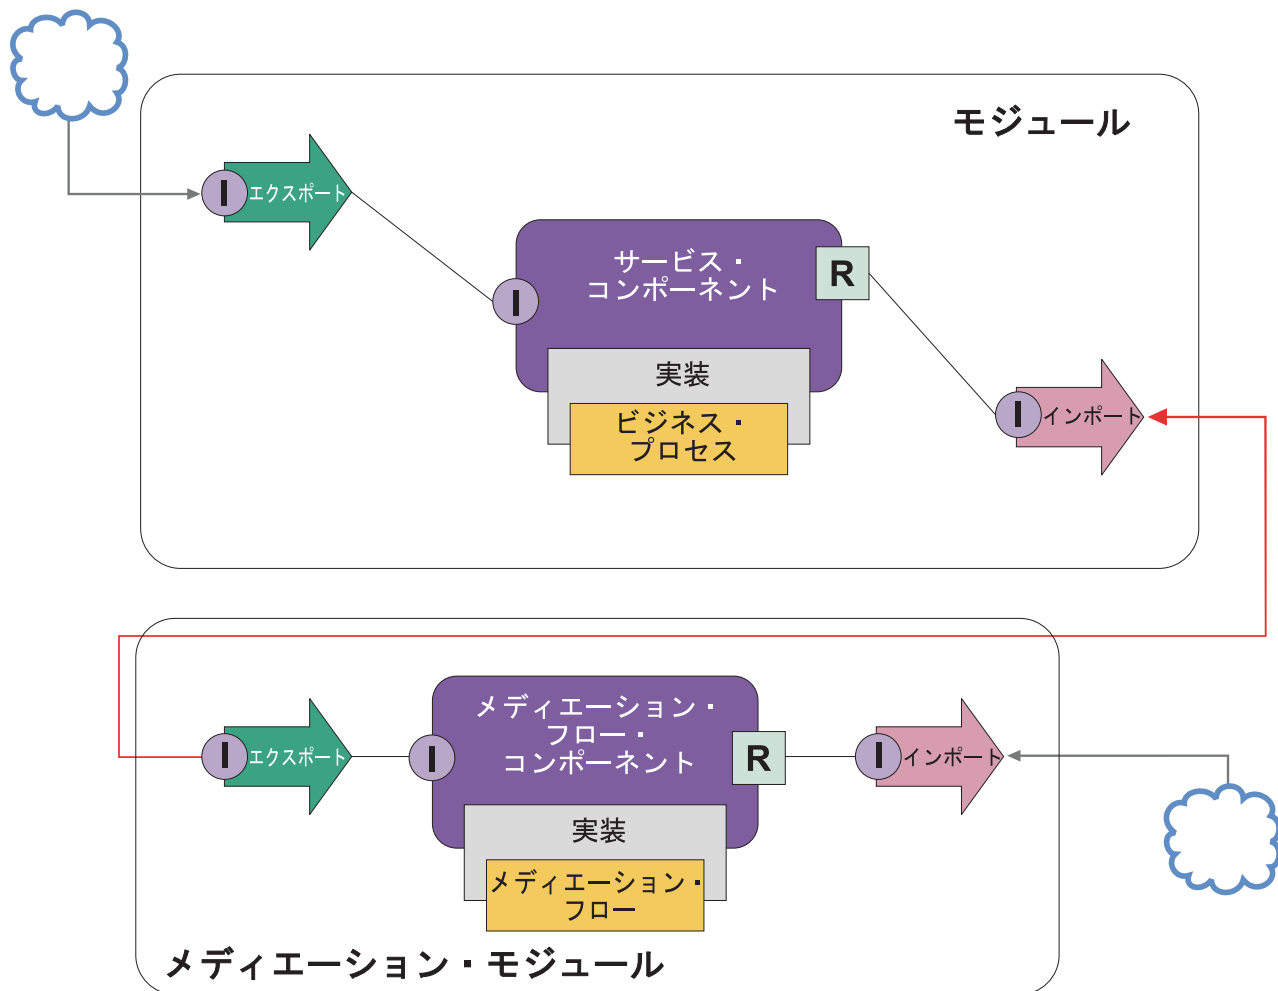 モジュール
I
エクスポート
サービス・
コンポーネント
R
I
実装
ビジネス・
プロセス
I
インポート
メディエーション・
フロー・
コンポーネント
I
エクスポート
I
R
I
インポート
実装
メディエーション・
フロー
メディエーション・モジュール